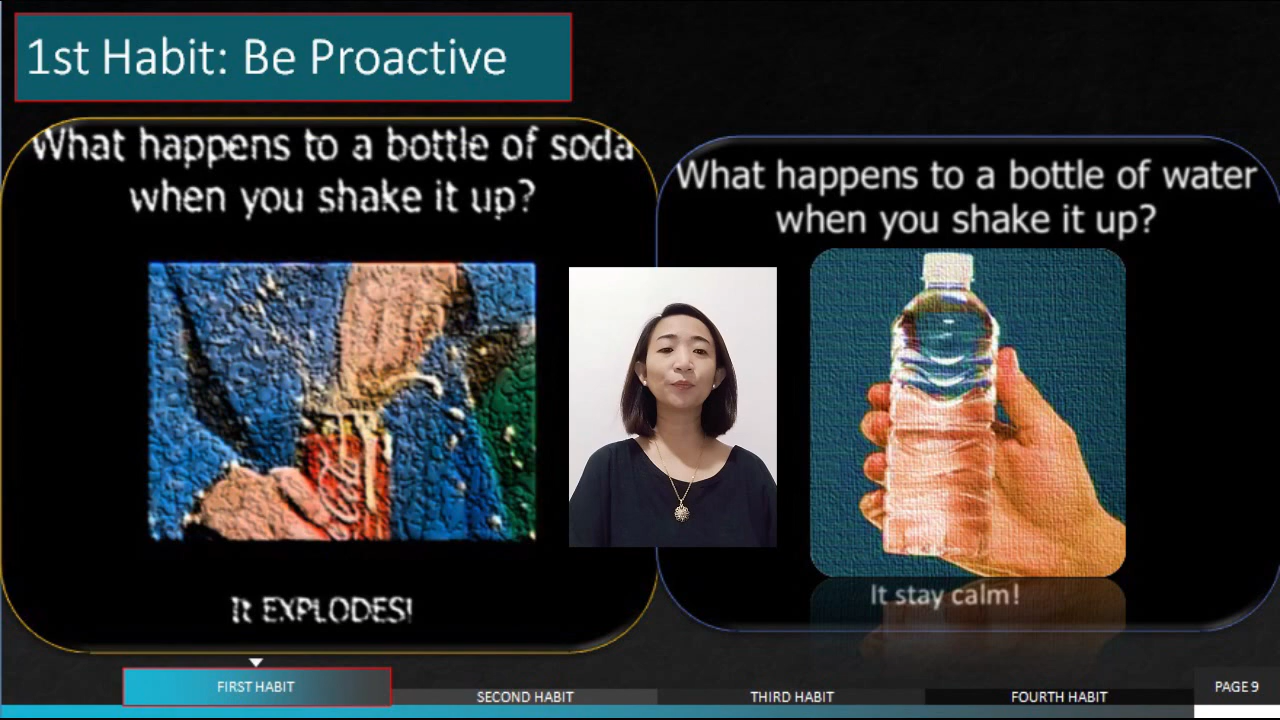 1st Habit: Be Proactive
What happens to a bottle of soda
when you shake it up?
It EXPLODES!
What happens to a bottle of water
when you shake it up?
It stay calm!
FIRST HABIT
SECOND HABIT
THIRD HABIT
FOURTH HABIT
PAGE 9